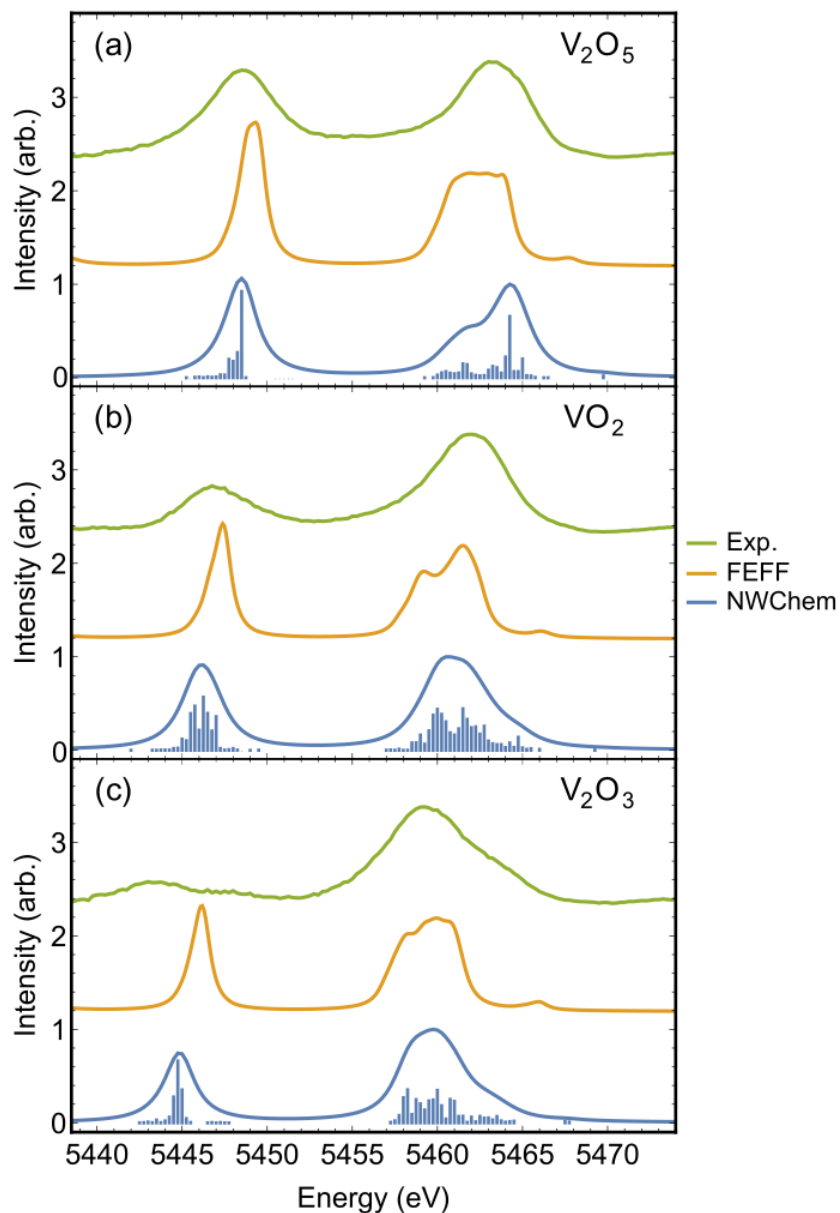 (a) V₂O₅
Intensity (arb.)
3
2
1
0
(b) VO₂
Intensity (arb.)
3
2
1
0
Exp.
FEFF
NWChem
(c) V₂O₃
Intensity (arb.)
3
2
1
0
5440 5445 5450 5455 5460 5465 5470
Energy (eV)